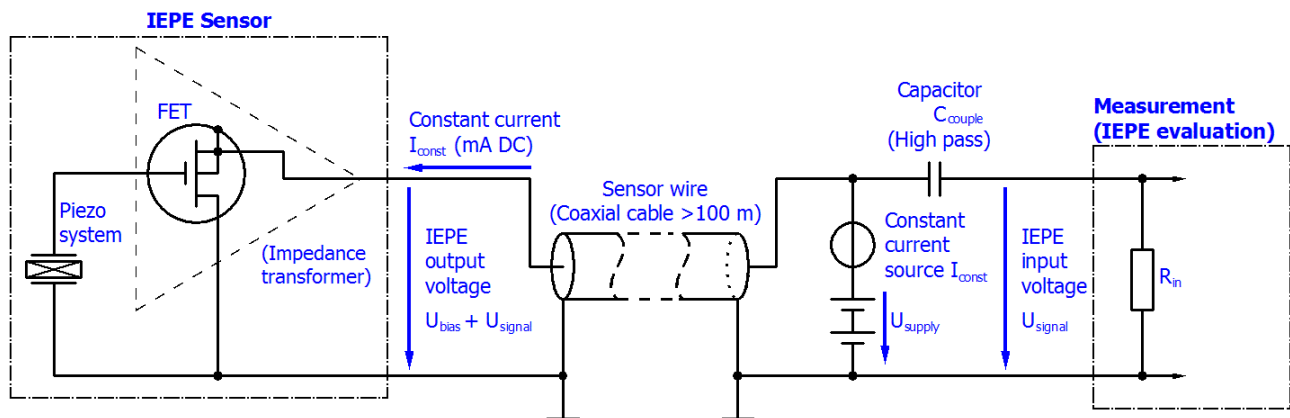 IEPE Sensor
FET
Piezo
system
(Impedance
transformer)
Constant current
Iconst (mA DC)
IEPE
output
voltage
Ubias + Usignal
Sensor wire
(Coaxial cable >100 m)
Capacitor
Ccouple
(High pass)
Constant
current
source Iconst
Usupply
IEPE
input
voltage
Usignal
Measurement
(IEPE evaluation)
Rin